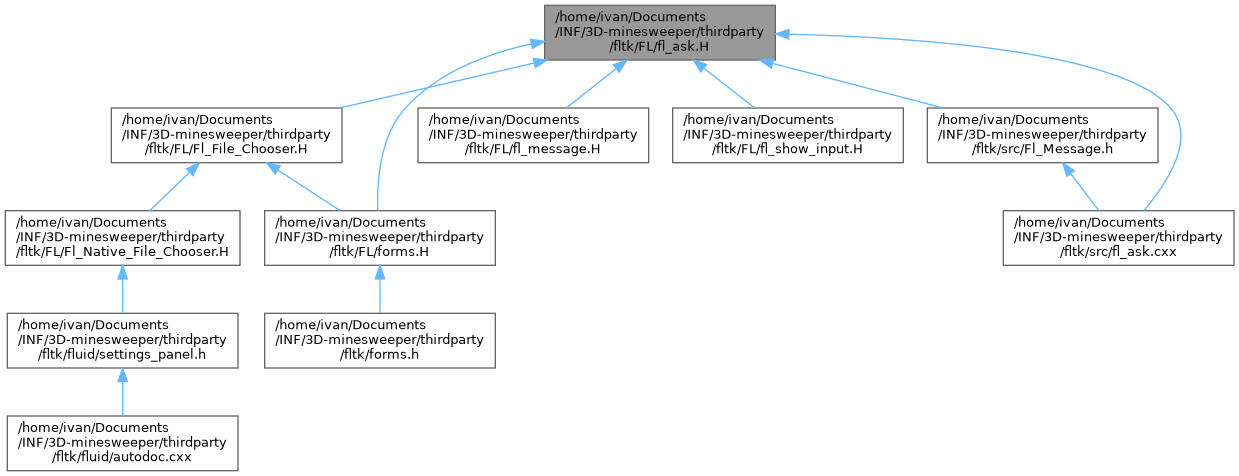 /home/ivan/Documents
/INF/3D-minesweeper/thirdparty
/fltk/FL/fl_ask.H
/home/ivan/Documents
/INF/3D-minesweeper/thirdparty
/fltk/FL/Fl_File_Chooser.H
/home/ivan/Documents
/INF/3D-minesweeper/thirdparty
/fltk/FL/fl_message.H
/home/ivan/Documents
/INF/3D-minesweeper/thirdparty
/fltk/FL/fl_show_input.H
/home/ivan/Documents
/INF/3D-minesweeper/thirdparty
/fltk/src/Fl_Message.h
/home/ivan/Documents
/INF/3D-minesweeper/thirdparty
/fltk/FL/Fl_Native_File_Chooser.H
/home/ivan/Documents
/INF/3D-minesweeper/thirdparty
/fltk/FL/forms.H
/home/ivan/Documents
/INF/3D-minesweeper/thirdparty
/fltk/src/fl_ask.cxx
/home/ivan/Documents
/INF/3D-minesweeper/thirdparty
/fltk/fluid/settings_panel.h
/home/ivan/Documents
/INF/3D-minesweeper/thirdparty
/fltk/forms.h
/home/ivan/Documents
/INF/3D-minesweeper/thirdparty
/fltk/fluid/autodoc.cxx